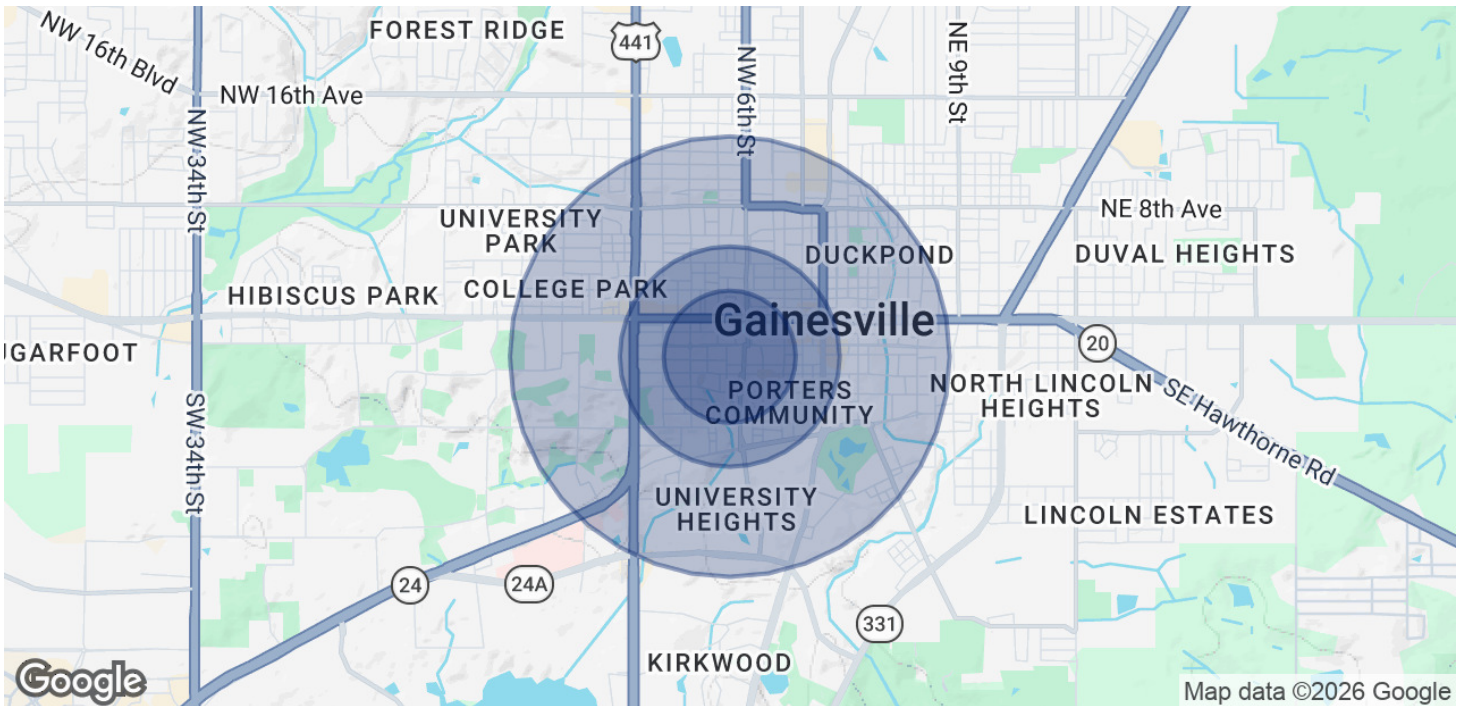 FOREST RIDGE
441
NW 16th Blvd
NW 16th Ave
NW 6th St
NE 9th St
NW 34th St
UNIVERSITY
PARK
NE 8th Ave
DUCKPOND
DUVAL HEIGHTS
HIBISCUS PARK
COLLEGE PARK
Gainesville
UGARFOOT
20
PORTERS
COMMUNITY
NORTH LINCOLN
HEIGHTS
SE Hawthorne Rd
SW 34th St
UNIVERSITY
HEIGHTS
LINCOLN ESTATES
24
24A
331
KIRKWOOD
Google
Map data ©2026 Google